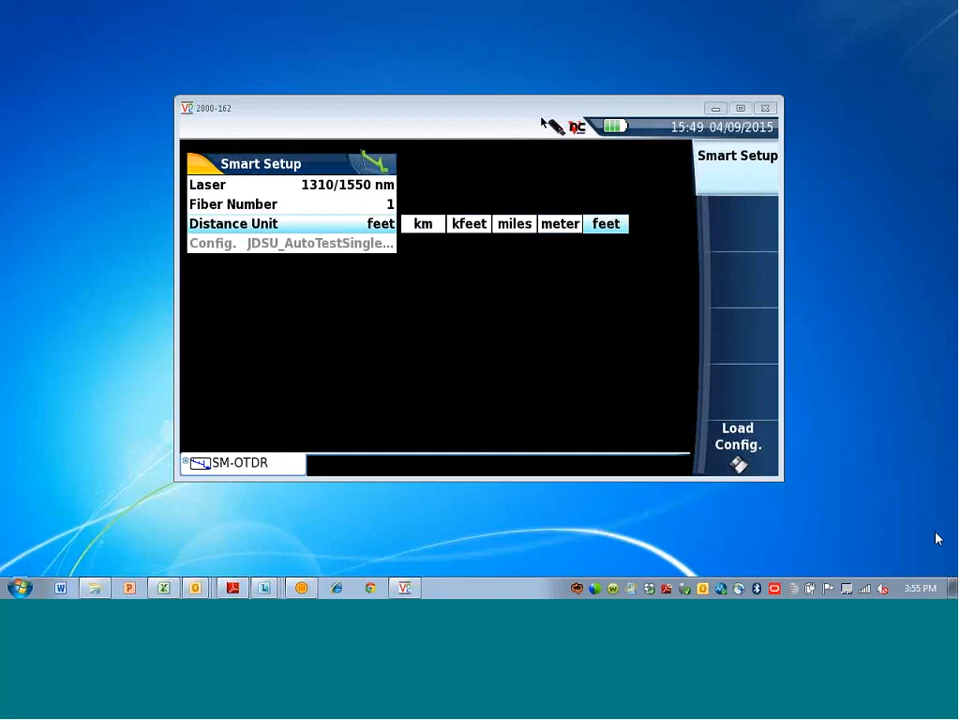 2000-162
15:49 04/09/2015
Smart Setup
Smart Setup
Laser 1310/1550 nm
Fiber Number 1
Distance Unit feet km kfeet miles meter feet
Config. JDSU_AutoTestSingle...
Load
Config.
SM-OTDR
3:55 PM